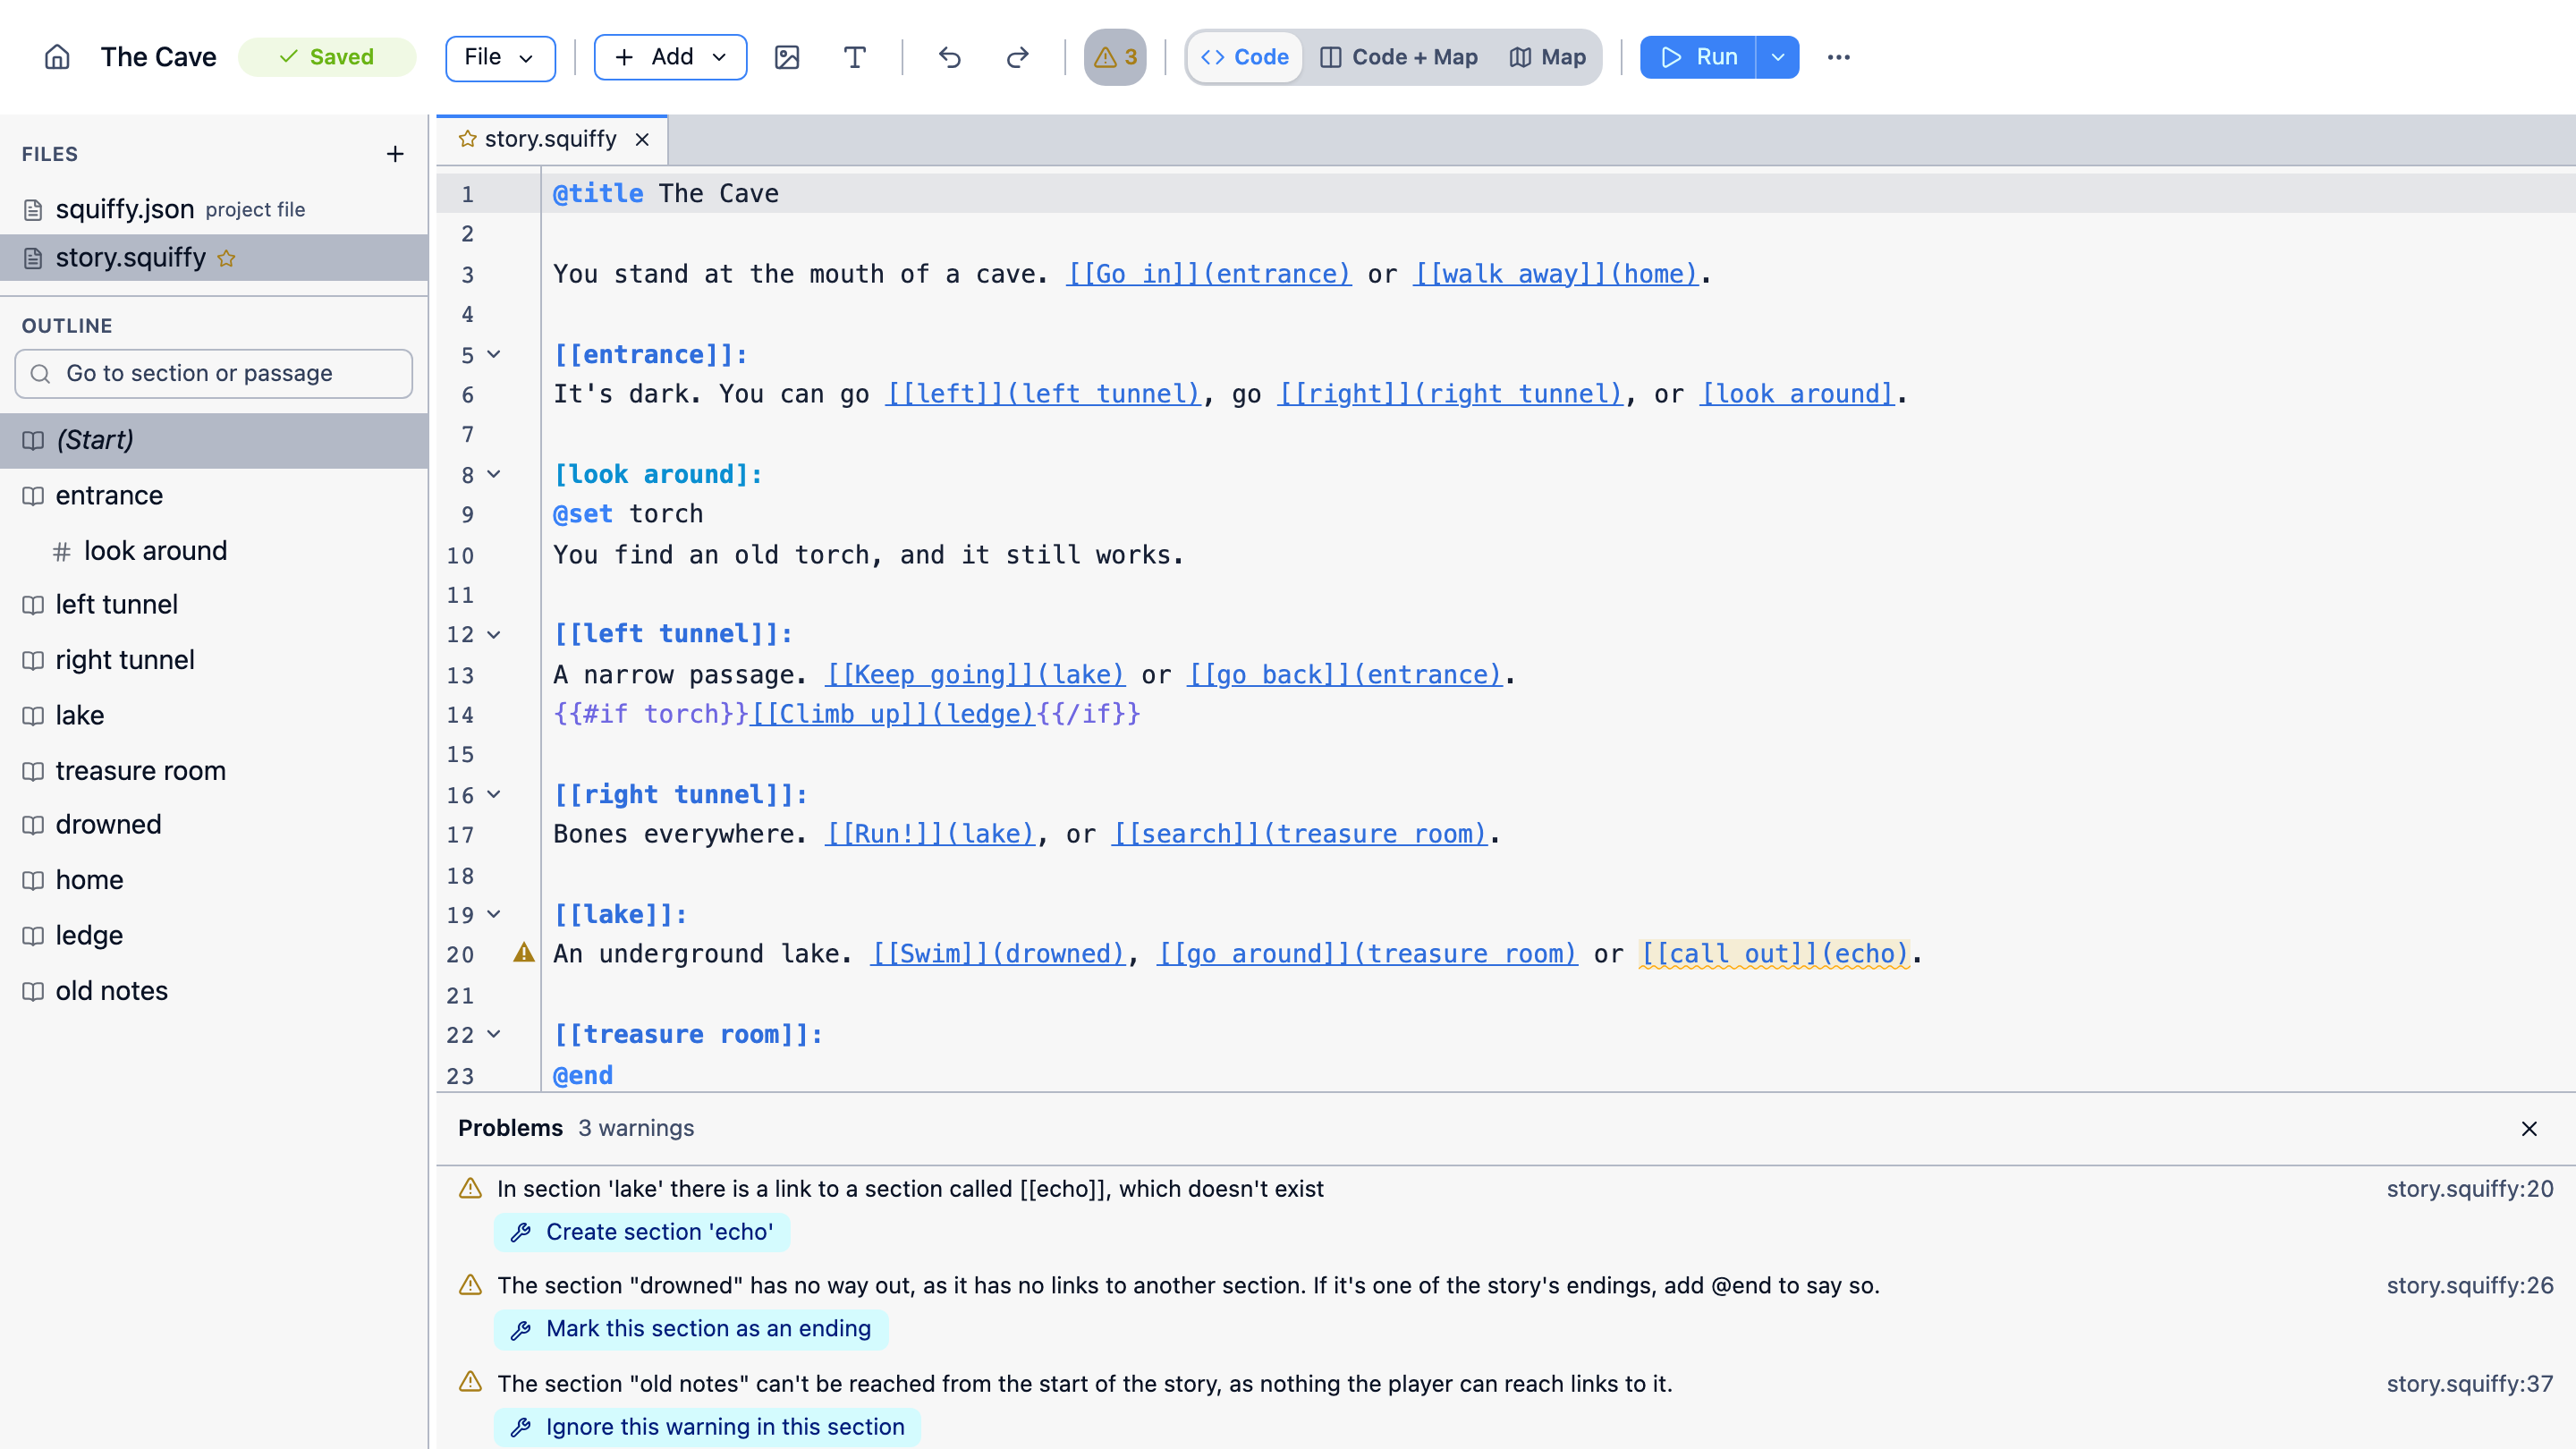 The Cave
Saved
File
Add
3
Code
Code + Map
Map
Run
FILES
squiffy.json project file
story.squiffy
OUTLINE
Go to section or passage
(Start)
entrance
# look around
left tunnel
right tunnel
lake
treasure room
drowned
home
ledge
old notes
story.squiffy
1 @title The Cave
2
3 You stand at the mouth of a cave. [[Go in]](entrance) or [[walk away]](home).
4
5 [[entrance]]:
6 It's dark. You can go [[left]](left tunnel), go [[right]](right tunnel), or [look around].
7
8 [look around]:
9 @set torch
10 You find an old torch, and it still works.
11
12 [[left tunnel]]:
13 A narrow passage. [[Keep going]](lake) or [[go back]](entrance).
14 {{#if torch}}[[Climb up]](ledge){{/if}}
15
16 [[right tunnel]]:
17 Bones everywhere. [[Run!]](lake), or [[search]](treasure room).
18
19 [[lake]]:
20 An underground lake. [[Swim]](drowned), [[go around]](treasure room) or [[call out]](echo).
21
22 [[treasure room]]:
23 @end
Problems 3 warnings
In section 'lake' there is a link to a section called [[echo]], which doesn't exist story.squiffy:20
Create section 'echo'
The section "drowned" has no way out, as it has no links to another section. If it's one of the story's endings, add @end to say so. story.squiffy:26
Mark this section as an ending
The section "old notes" can't be reached from the start of the story, as nothing the player can reach links to it. story.squiffy:37
Ignore this warning in this section